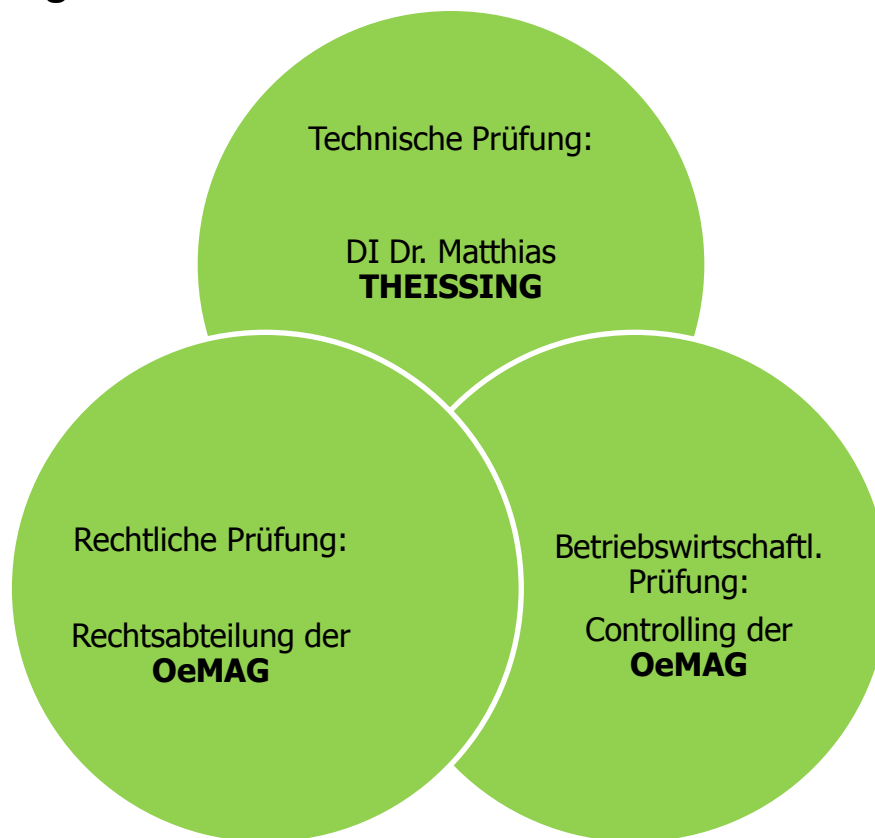 Technische Prüfung:
DI Dr. Matthias
THEISSING
Rechtliche Prüfung:
Rechtsabteilung der
OeMAG
Betriebswirtschaftl.
Prüfung:
Controlling der
OeMAG